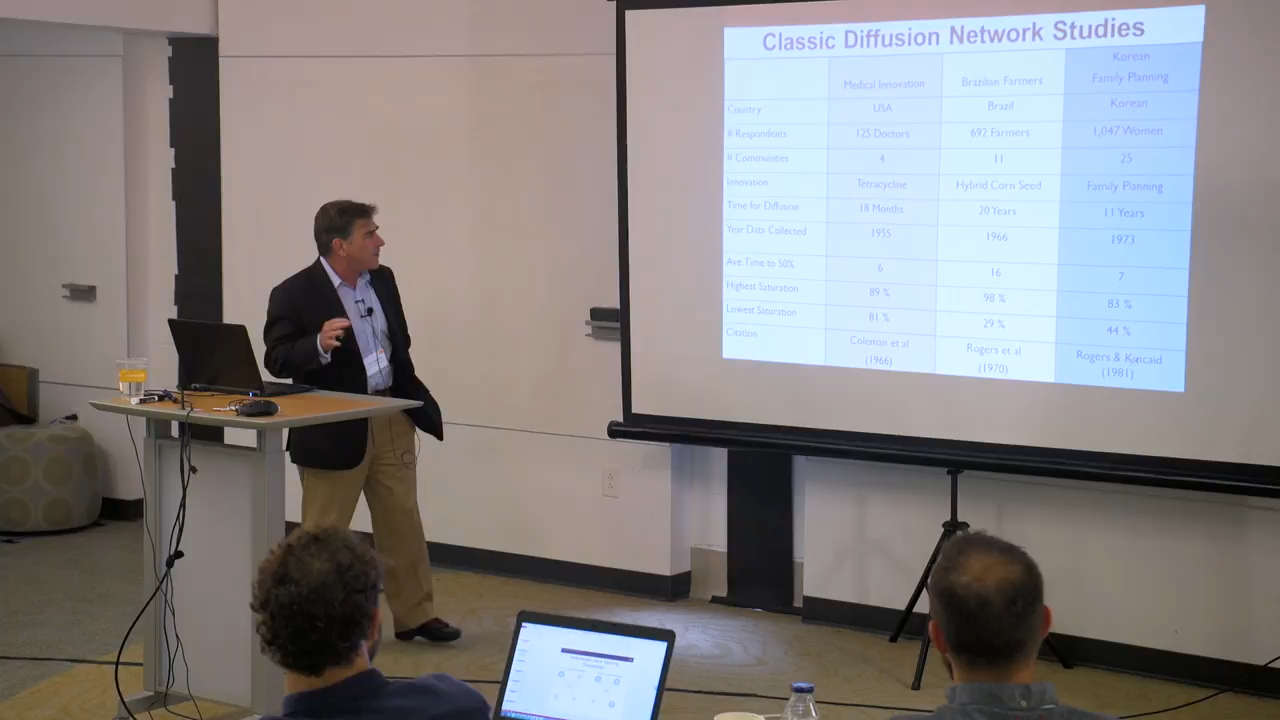 Classic Diffusion Network Studies
Medical Innovation Brazilian Farmers Korean Family Planning
Country USA Brazil Korean
# Respondents 125 Doctors 692 Farmers 1,047 Women
# Communities 4 11 25
Innovation Tetracycline Hybrid Corn Seed Family Planning
Time for Diffusion 18 Months 20 Years 11 Years
Year Data Collected 1955 1966 1973
Ave. Time to 50% 6 16 7
Highest Saturation 89 % 98 % 83 %
Lowest Saturation 81 % 29 % 44 %
Citation Coleman et al (1966) Rogers et al (1970) Rogers & Kincaid (1981)